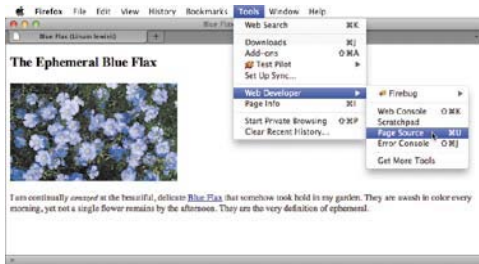 Firefox File Edit View History Bookmarks Tools Window Help
Blue Flax (Linum lewisii)
Blue Flax
The Ephemeral Blue Flax
Web Search ⌘K
Downloads ⌘J
Add-ons ⇧⌘A
Test Pilot
Set Up Sync...
Web Developer
Page Info ⌘I
Start Private Browsing ⇧⌘P
Clear Recent History...
Firebug
Web Console ⇧⌘K
Scratchpad
Page Source ⌘U
Error Console ⇧⌘J
Get More Tools
I am continually amazed at the beautiful, delicate Blue Flax that somehow took hold in my garden. They are awash in color every
morning, yet not a single flower remains by the afternoon. They are the very definition of ephemeral.